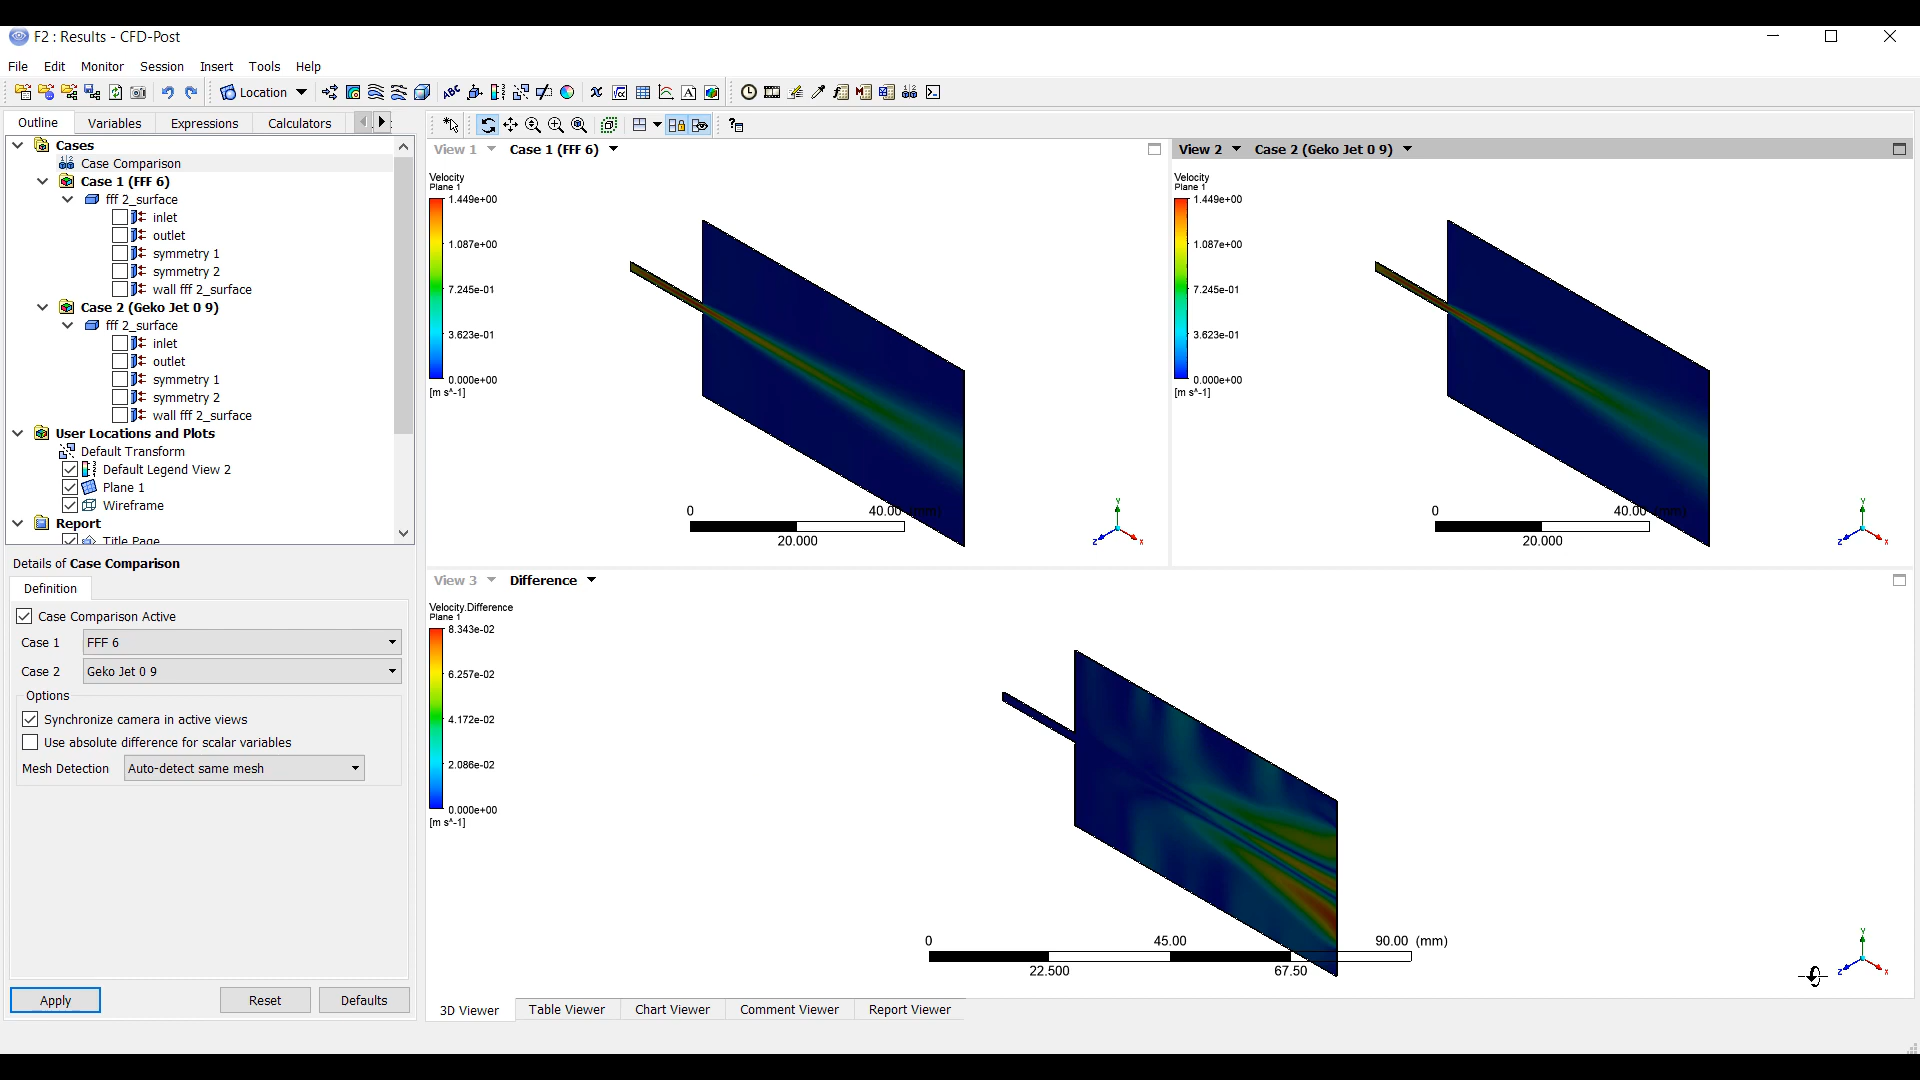 F2 : Results - CFD-Post
File Edit Monitor Session Insert Tools Help
Location
Outline Variables Expressions Calculators
Cases
Case Comparison
Case 1 (FFF 6)
fff 2_surface
inlet
outlet
symmetry 1
symmetry 2
wall fff 2_surface
Case 2 (Geko Jet 0 9)
fff 2_surface
inlet
outlet
symmetry 1
symmetry 2
wall fff 2_surface
User Locations and Plots
Default Transform
Default Legend View 2
Plane 1
Wireframe
Report
Title Page
Details of Case Comparison
Definition
Case Comparison Active
Case 1 FFF 6
Case 2 Geko Jet 0 9
Options
Synchronize camera in active views
Use absolute difference for scalar variables
Mesh Detection Auto-detect same mesh
Apply Reset Defaults
View 1 Case 1 (FFF 6)
Velocity
Plane 1
1.449e+00
1.087e+00
7.245e-01
3.623e-01
0.000e+00
[m s^-1]
0 40.00 (mm)
20.000
Y
Z X
View 2 Case 2 (Geko Jet 0 9)
Velocity
Plane 1
1.449e+00
1.087e+00
7.245e-01
3.623e-01
0.000e+00
[m s^-1]
0 40.00 (mm)
20.000
Y
Z X
View 3 Difference
Velocity.Difference
Plane 1
8.343e-02
6.257e-02
4.172e-02
2.086e-02
0.000e+00
[m s^-1]
0 45.00 90.00 (mm)
22.500 67.50
Y
Z X
3D Viewer Table Viewer Chart Viewer Comment Viewer Report Viewer